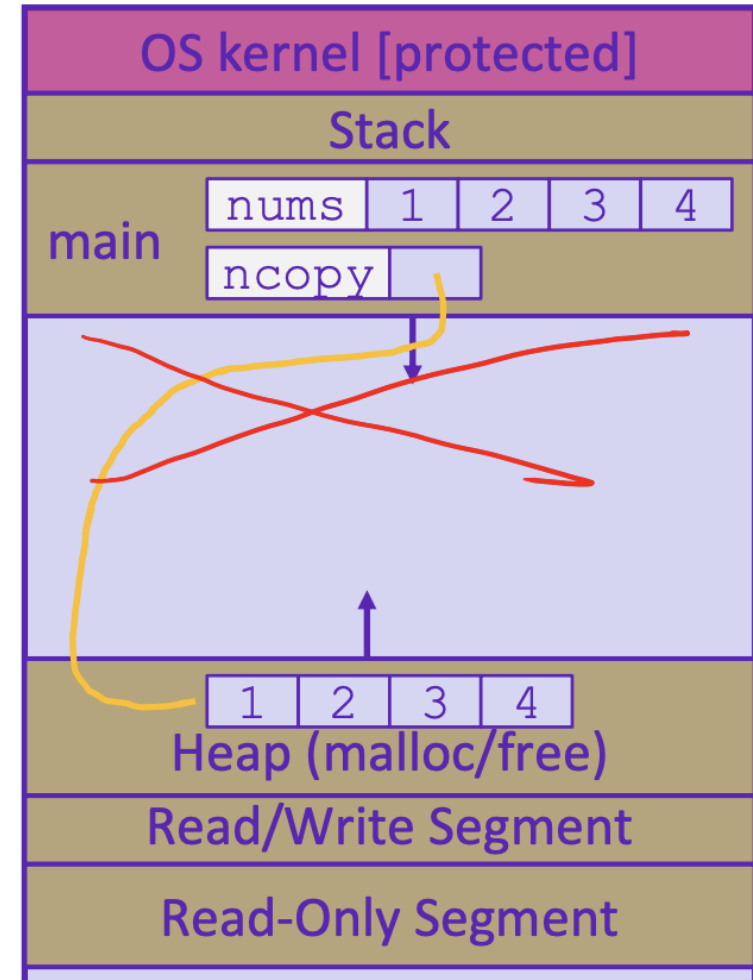 OS kernel [protected]
Stack
nums 1 2 3 4
main
ncopy
1 2 3 4
Heap (malloc/free)
Read/Write Segment
Read-Only Segment